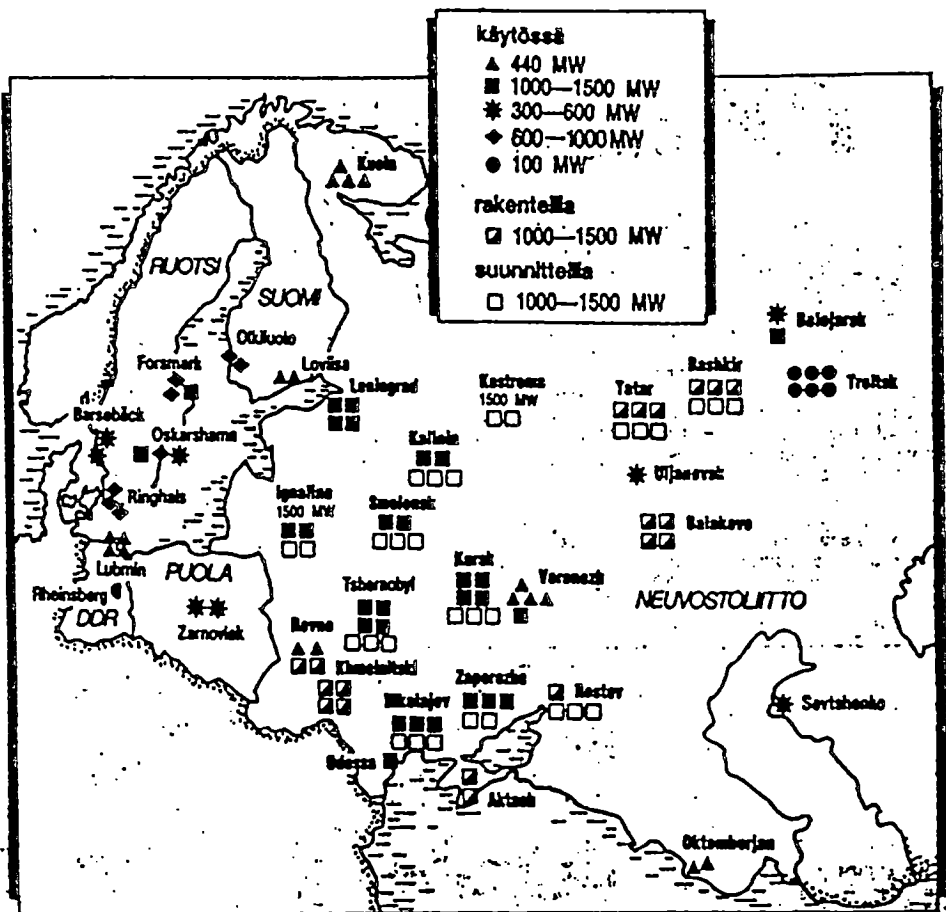 käytössä
440 MW
1000—1500 MW
300—600 MW
600—1000 MW
100 MW
rakenteilla
1000—1500 MW
suunnitteilla
1000—1500 MW
Kuola
RUOTSI
SUOMI
Olkiluoto
Forsmark
Loviisa
Leningrad
Kostroma
1500 MW
Tatar
Bashkir
Belojarsk
Troitsk
Barsebäck
Oskarshamn
Kalinin
Ringhals
Ignalina
1500 MW
Smolensk
Uljanovsk
Balakovo
Lubmin
PUOLA
Rheinsberg
DDR
Zarnoviek
Tshernobyl
Kursk
Voronezh
NEUVOSTOLIITTO
Rovno
Khmelnitski
Zaporozhe
Rostov
Nikolajev
Sevtshenko
Odessa
Aktash
Oktemberjan